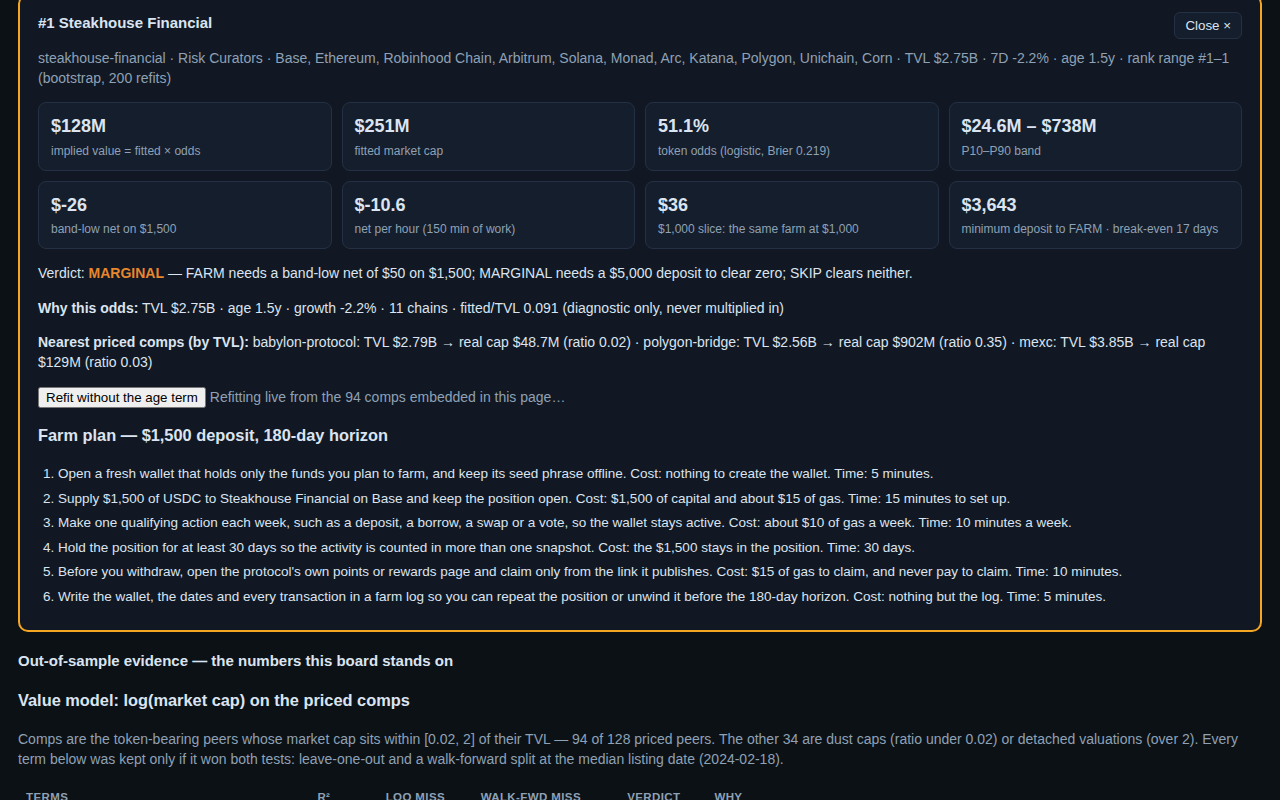 #1 Steakhouse Financial
Close ×
steakhouse-financial · Risk Curators · Base, Ethereum, Robinhood Chain, Arbitrum, Solana, Monad, Arc, Katana, Polygon, Unichain, Corn · TVL $2.75B · 7D -2.2% · age 1.5y · rank range #1–1
(bootstrap, 200 refits)
$128M
implied value = fitted × odds
$251M
fitted market cap
51.1%
token odds (logistic, Brier 0.219)
$24.6M – $738M
P10–P90 band
$-26
band-low net on $1,500
$-10.6
net per hour (150 min of work)
$36
$1,000 slice: the same farm at $1,000
$3,643
minimum deposit to FARM · break-even 17 days
Verdict: MARGINAL — FARM needs a band-low net of $50 on $1,500; MARGINAL needs a $5,000 deposit to clear zero; SKIP clears neither.
Why this odds: TVL $2.75B · age 1.5y · growth -2.2% · 11 chains · fitted/TVL 0.091 (diagnostic only, never multiplied in)
Nearest priced comps (by TVL): babylon-protocol: TVL $2.79B → real cap $48.7M (ratio 0.02) · polygon-bridge: TVL $2.56B → real cap $902M (ratio 0.35) · mexc: TVL $3.85B → real cap
$129M (ratio 0.03)
Refit without the age term Refitting live from the 94 comps embedded in this page…
Farm plan — $1,500 deposit, 180-day horizon
1. Open a fresh wallet that holds only the funds you plan to farm, and keep its seed phrase offline. Cost: nothing to create the wallet. Time: 5 minutes.
2. Supply $1,500 of USDC to Steakhouse Financial on Base and keep the position open. Cost: $1,500 of capital and about $15 of gas. Time: 15 minutes to set up.
3. Make one qualifying action each week, such as a deposit, a borrow, a swap or a vote, so the wallet stays active. Cost: about $10 of gas a week. Time: 10 minutes a week.
4. Hold the position for at least 30 days so the activity is counted in more than one snapshot. Cost: the $1,500 stays in the position. Time: 30 days.
5. Before you withdraw, open the protocol's own points or rewards page and claim only from the link it publishes. Cost: $15 of gas to claim, and never pay to claim. Time: 10 minutes.
6. Write the wallet, the dates and every transaction in a farm log so you can repeat the position or unwind it before the 180-day horizon. Cost: nothing but the log. Time: 5 minutes.
Out-of-sample evidence — the numbers this board stands on
Value model: log(market cap) on the priced comps
Comps are the token-bearing peers whose market cap sits within [0.02, 2] of their TVL — 94 of 128 priced peers. The other 34 are dust caps (ratio under 0.02) or detached valuations (over 2). Every
term below was kept only if it won both tests: leave-one-out and a walk-forward split at the median listing date (2024-02-18).
TERMS R² LOO MISS WALK-FWD MISS VERDICT WHY